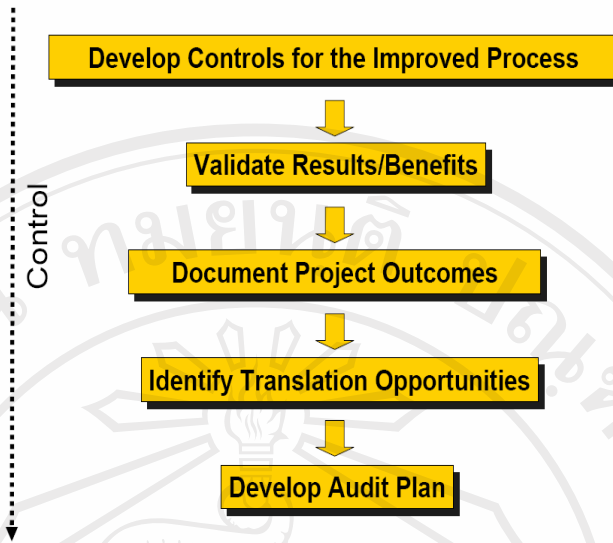 Develop Controls for the Improved Process
Validate Results/Benefits
Control
Document Project Outcomes
Identify Translation Opportunities
Develop Audit Plan